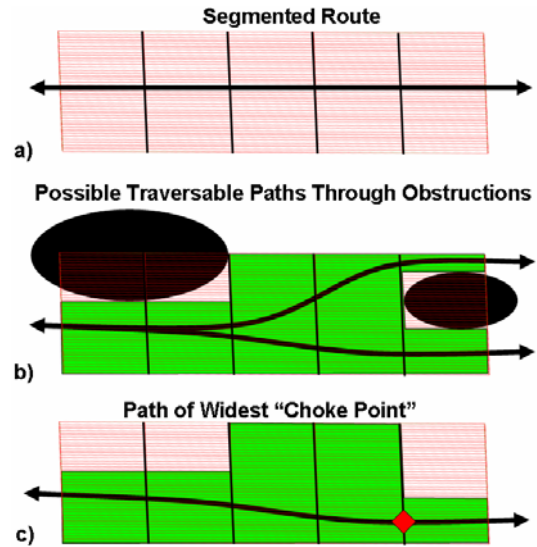 Segmented Route
a)
Possible Traversable Paths Through Obstructions
b)
Path of Widest “Choke Point”
c)